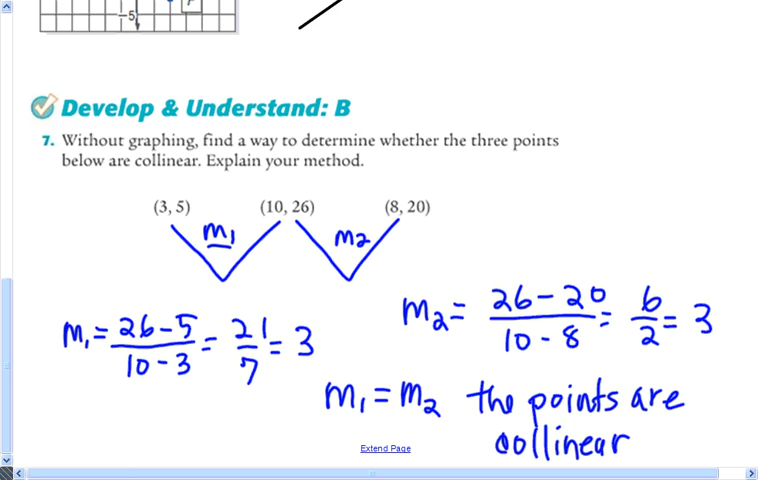 -5
Develop & Understand: B
7. Without graphing, find a way to determine whether the three points
below are collinear. Explain your method.
(3, 5) (10, 26) (8, 20)
m₁ m₂
m₁ = 26-5 / 10-3 = 21 / 7 = 3
m₂ = 26-20 / 10-8 = 6 / 2 = 3
m₁ = m₂ the points are
collinear
Extend Page